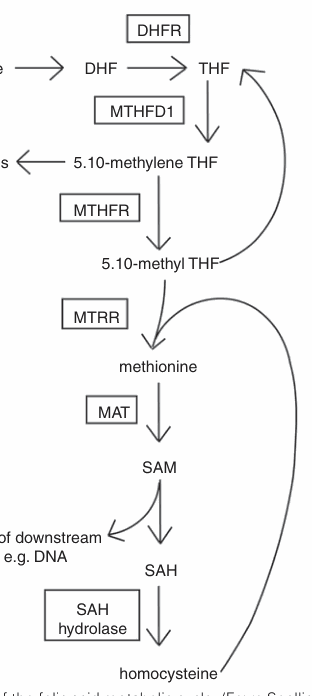 DHFR
DHF THF
MTHFD1
5.10-methylene THF
MTHFR
5.10-methyl THF
MTRR
methionine
MAT
SAM
of downstream
e.g. DNA
SAH
SAH
hydrolase
homocysteine